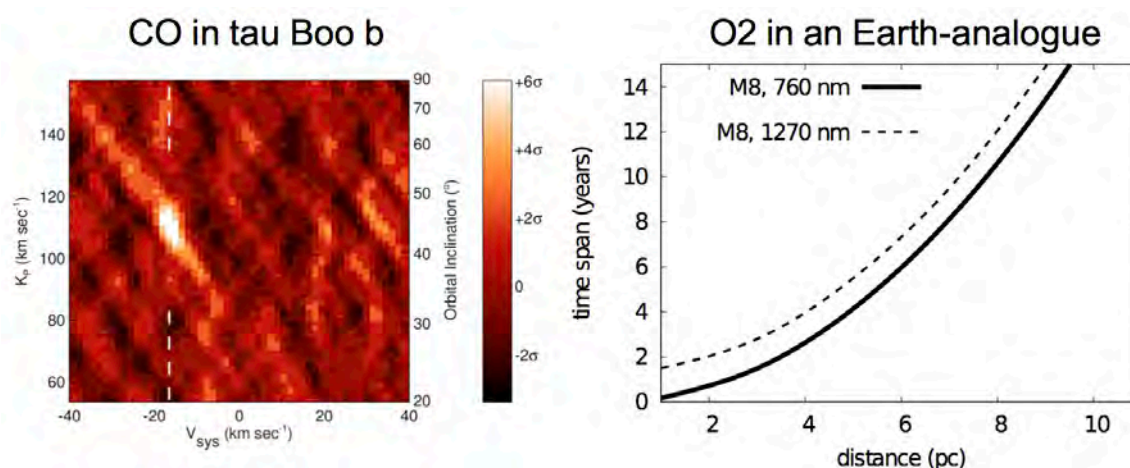 CO in tau Boo b
O2 in an Earth-analogue
140
120
100
80
60
Kₚ (km sec⁻¹)
-40
-20
0
20
40
V_sys (km sec⁻¹)
90
70
60
50
40
30
20
Orbital Inclination (°)
+6σ
+2σ
0
-2σ
M8, 760 nm
M8, 1270 nm
14
12
10
8
6
4
2
0
time span (years)
2
4
6
8
10
distance (pc)